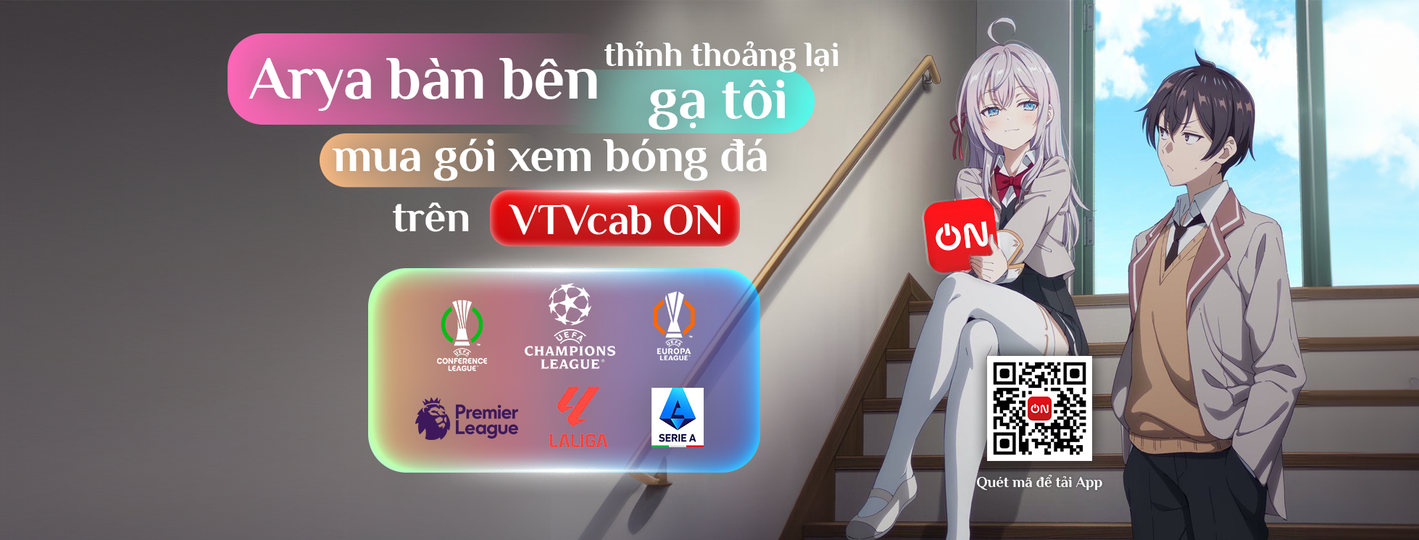 Arya bàn bên thỉnh thoảng lại
gạ tôi
mua gói xem bóng đá
trên VTVcab ON
UEFA
CONFERENCE
LEAGUE
UEFA
CHAMPIONS
LEAGUE
UEFA
EUROPA
LEAGUE
Premier
League
LALIGA
SERIE A
ON
ON
Quét mã để tải App